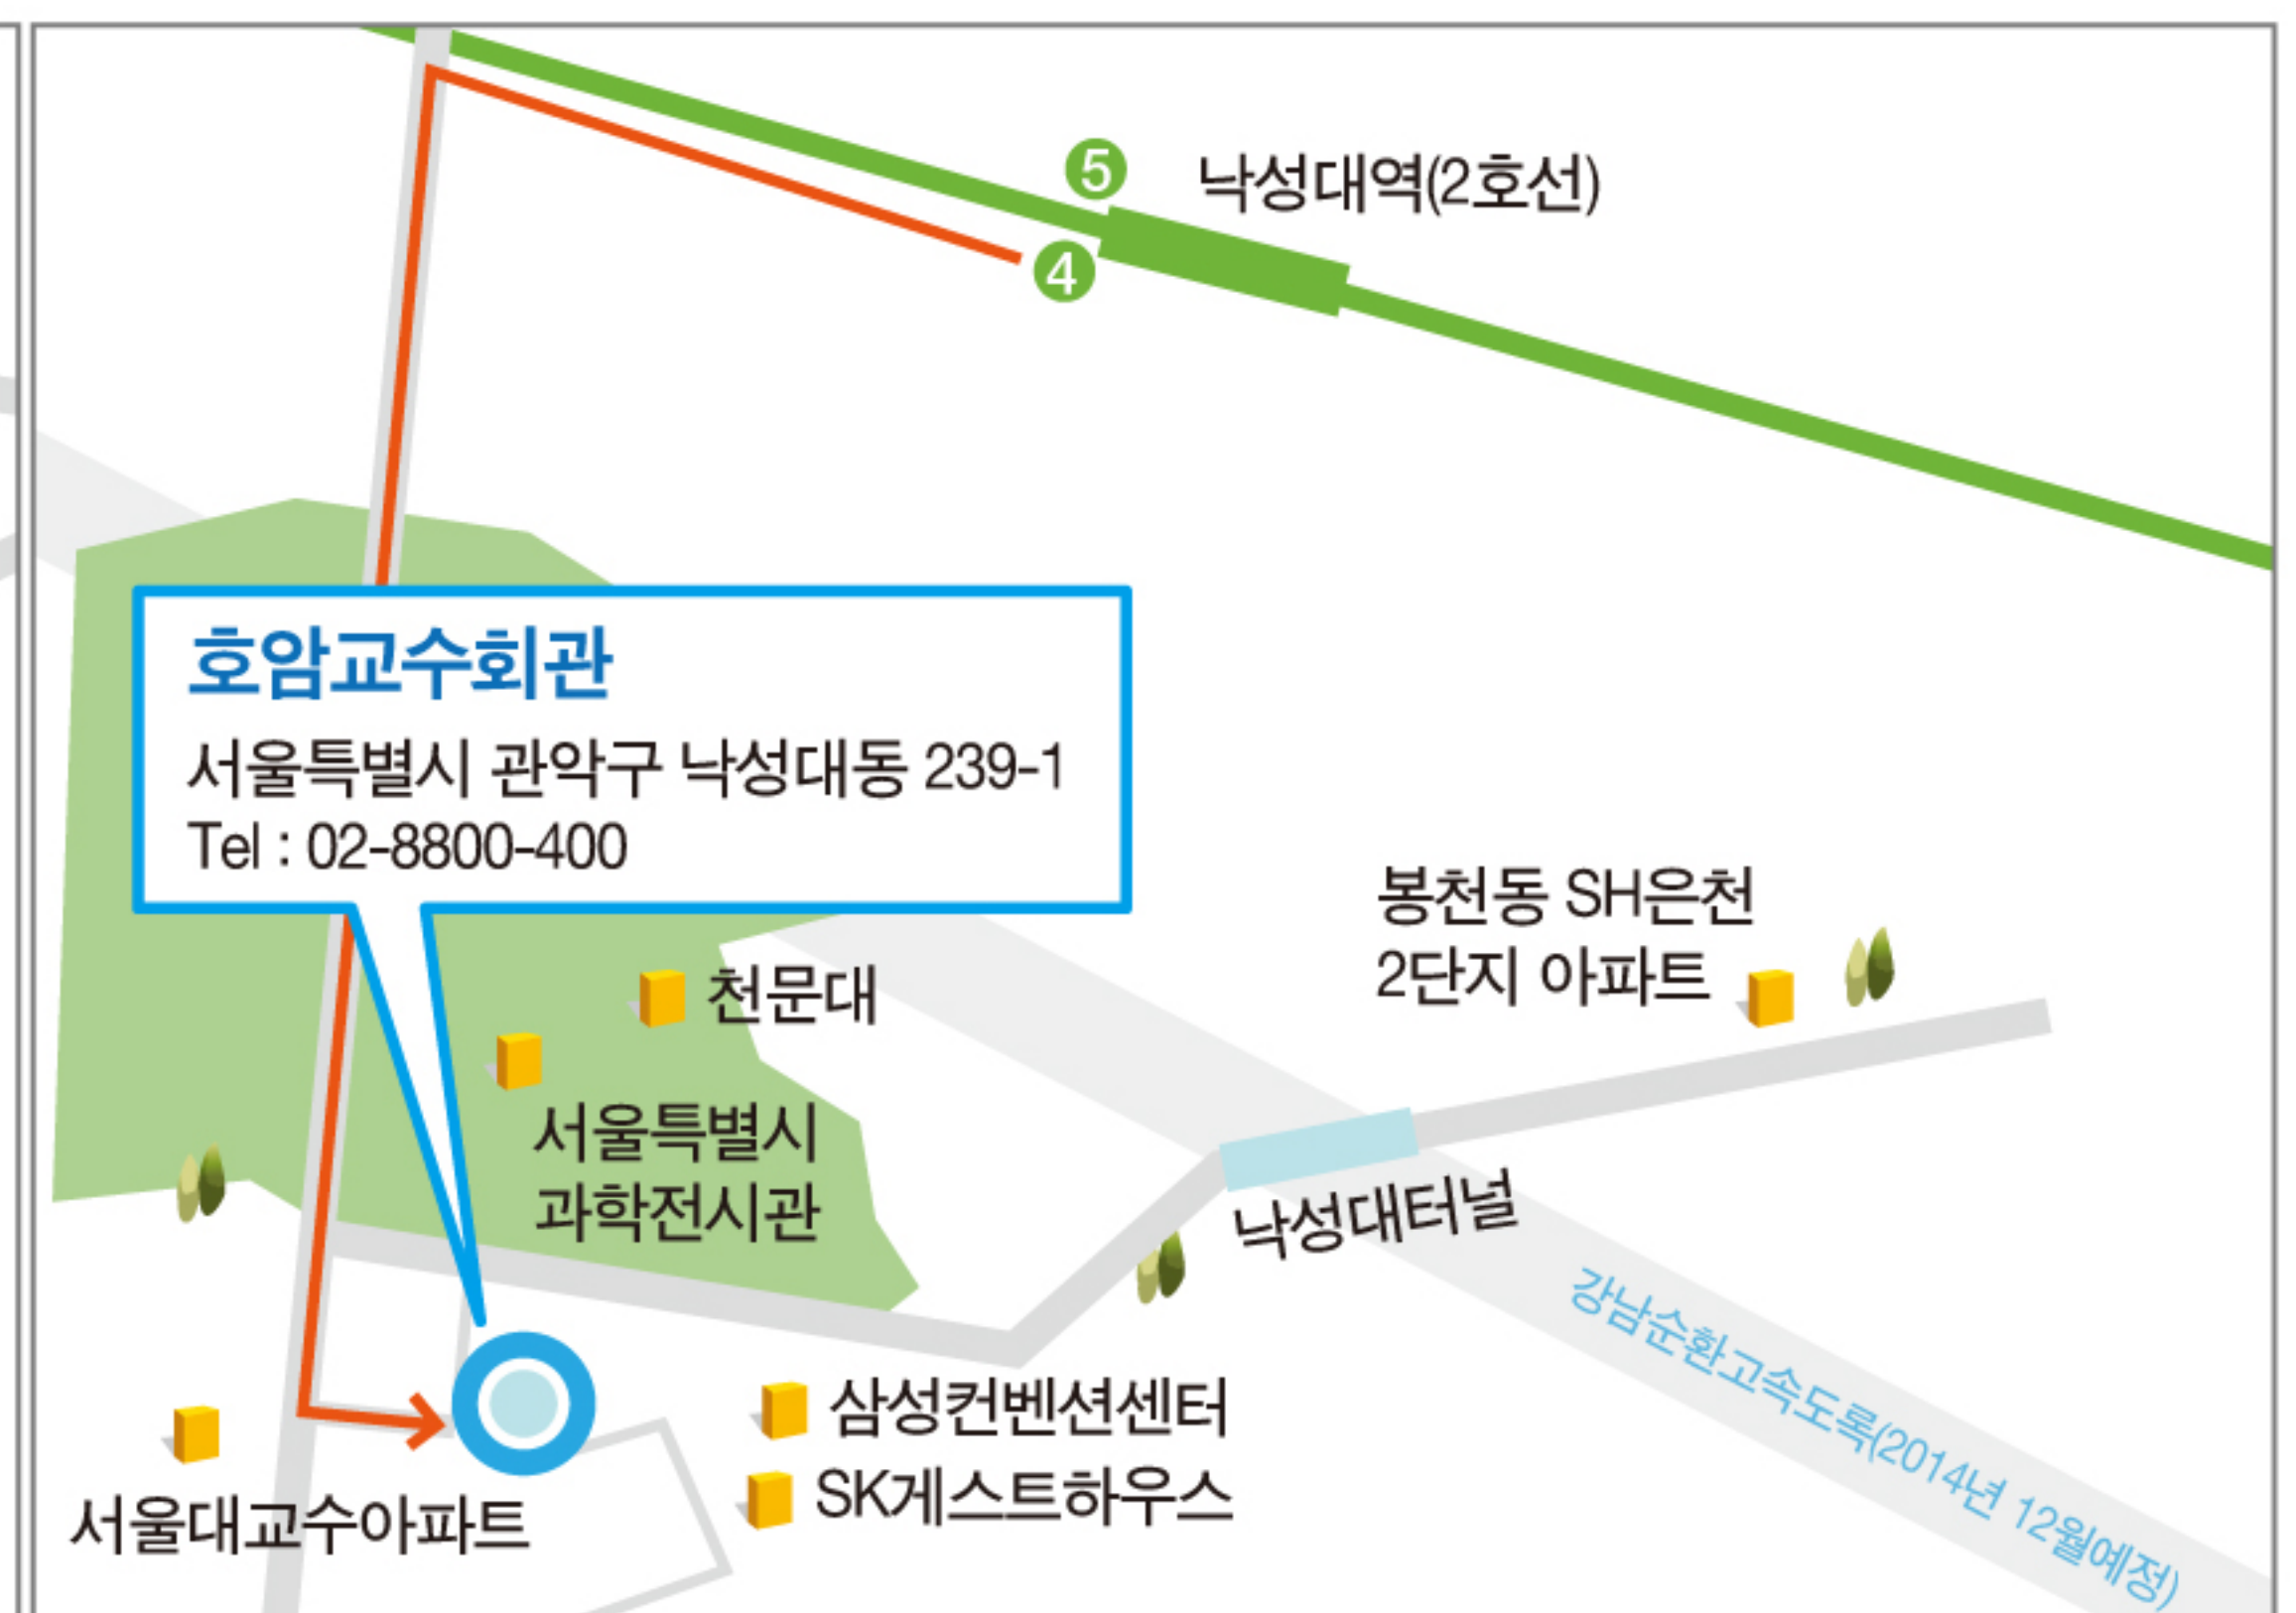 5
낙성대역(2호선)
4
호암교수회관
서울특별시 관악구 낙성대동 239-1
Tel : 02-8800-400
봉천동 SH은천
2단지 아파트
천문대
서울특별시
과학전시관
낙성대터널
강남순환고속도록(2014년 12월예정)
삼성컨벤션센터
SK게스트하우스
서울대교수아파트